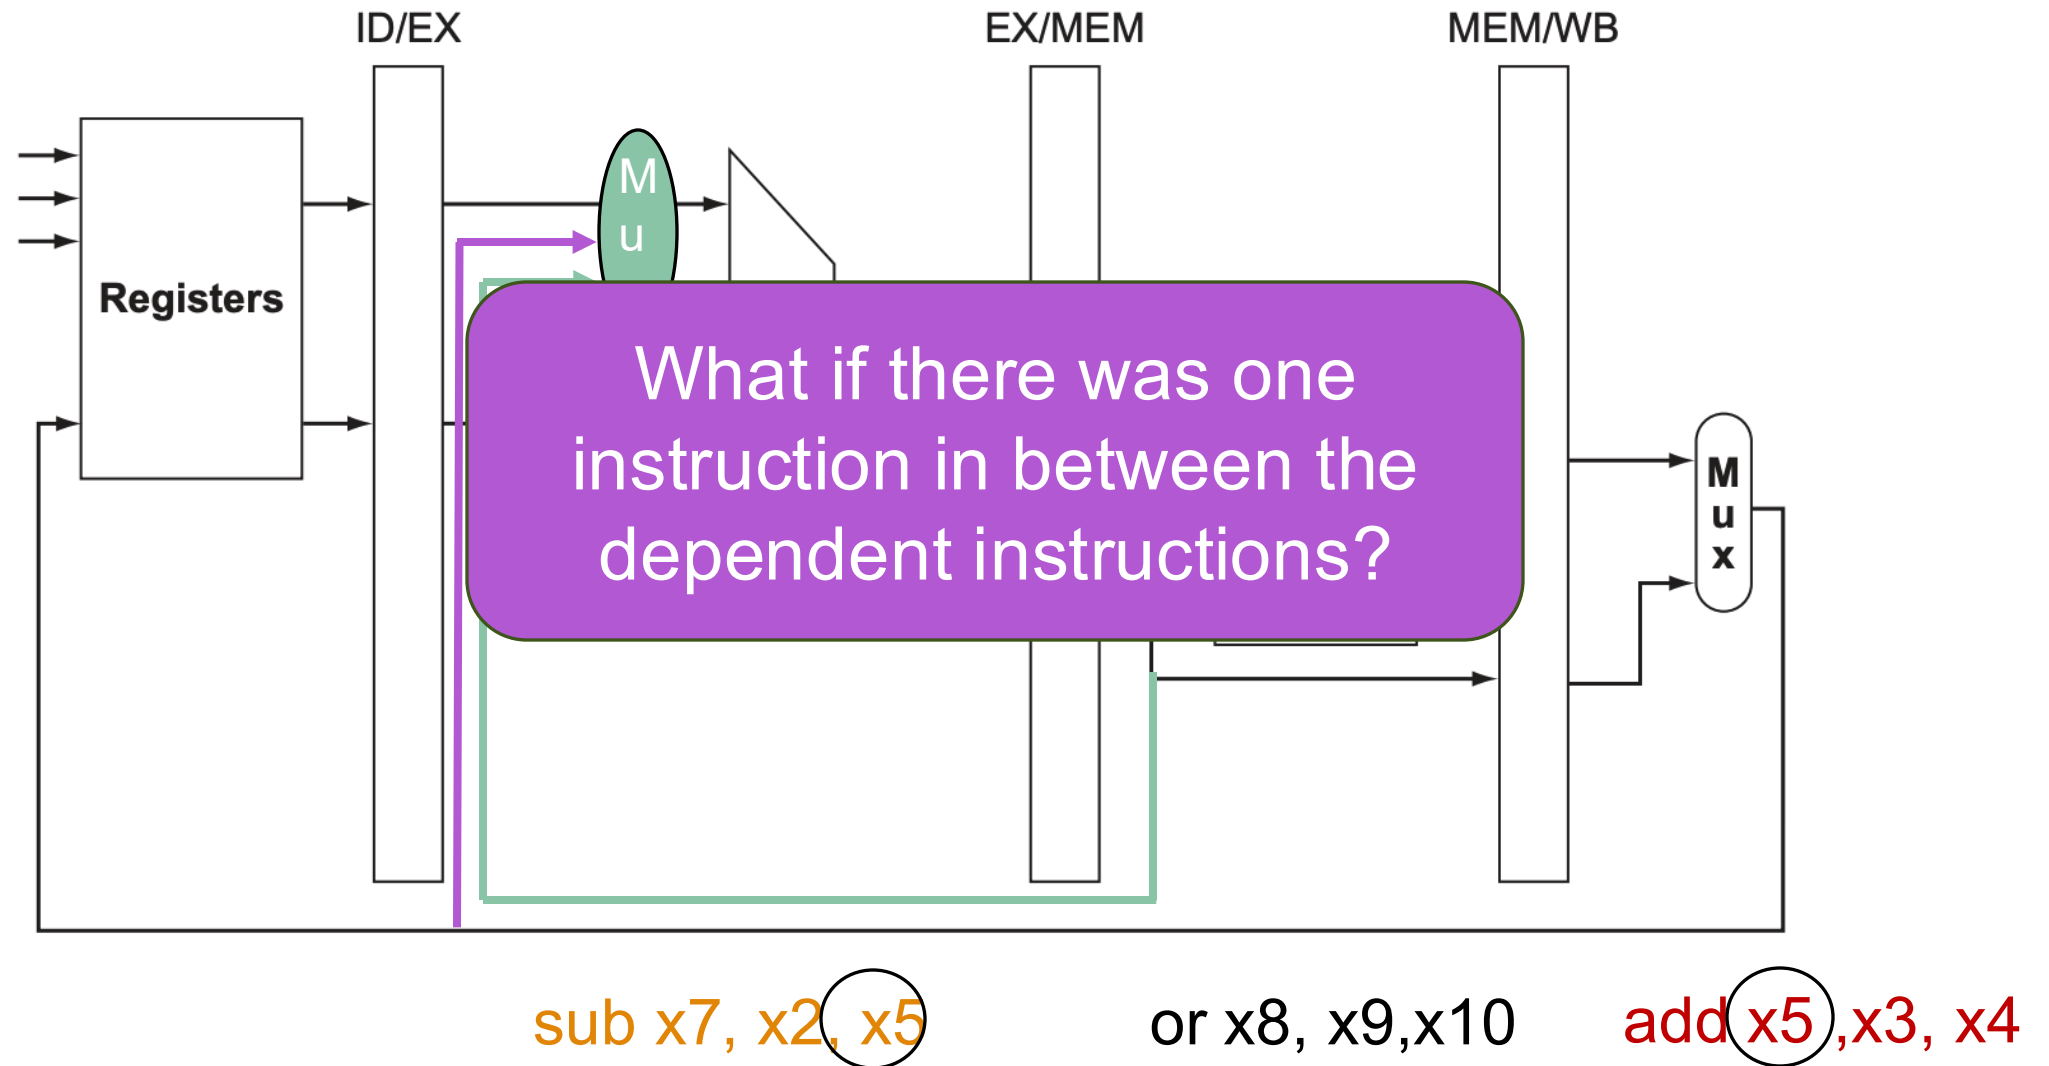 ID/EX EX/MEM MEM/WB
M
u
Registers
What if there was one
instruction in between the
dependent instructions?
M
u
x
sub x7, x2, x5 or x8, x9,x10 add x5 ,x3, x4